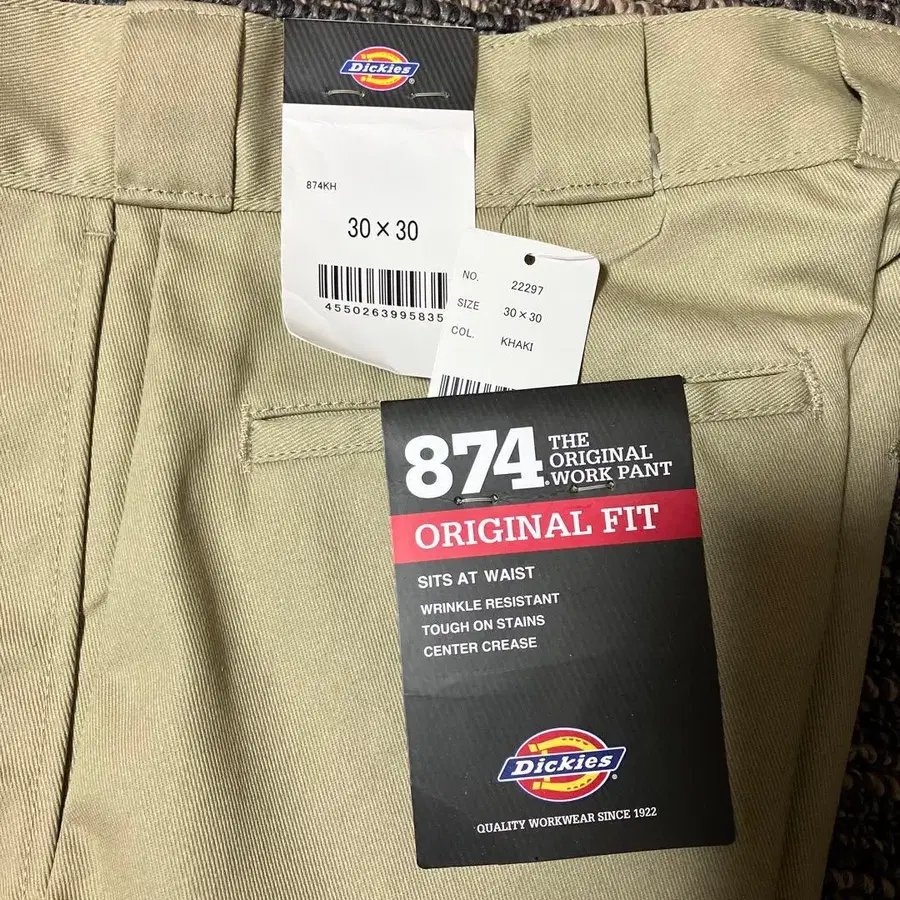 Dickies®
874KH
30×30
4550263995835
NO. 22297
SIZE 30×30
COL. KHAKI
874® THE
ORIGINAL
WORK PANT
ORIGINAL FIT
SITS AT WAIST
WRINKLE RESISTANT
TOUGH ON STAINS
CENTER CREASE
Dickies®
QUALITY WORKWEAR SINCE 1922